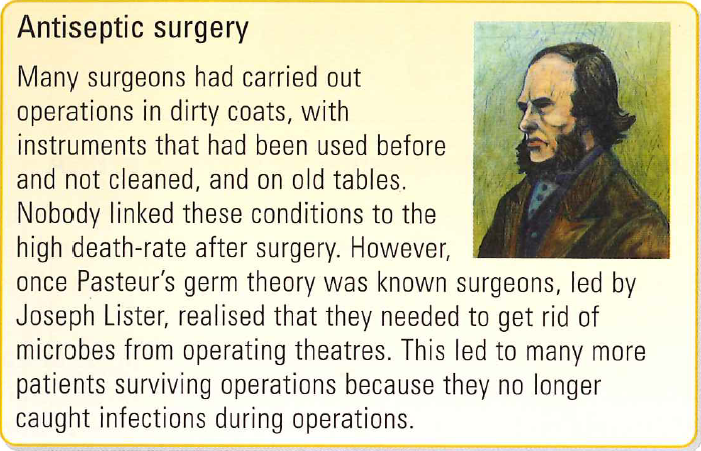 Antiseptic surgery
Many surgeons had carried out
operations in dirty coats, with
instruments that had been used before
and not cleaned, and on old tables.
Nobody linked these conditions to the
high death-rate after surgery. However,
once Pasteur's germ theory was known surgeons, led by
Joseph Lister, realised that they needed to get rid of
microbes from operating theatres. This led to many more
patients surviving operations because they no longer
caught infections during operations.